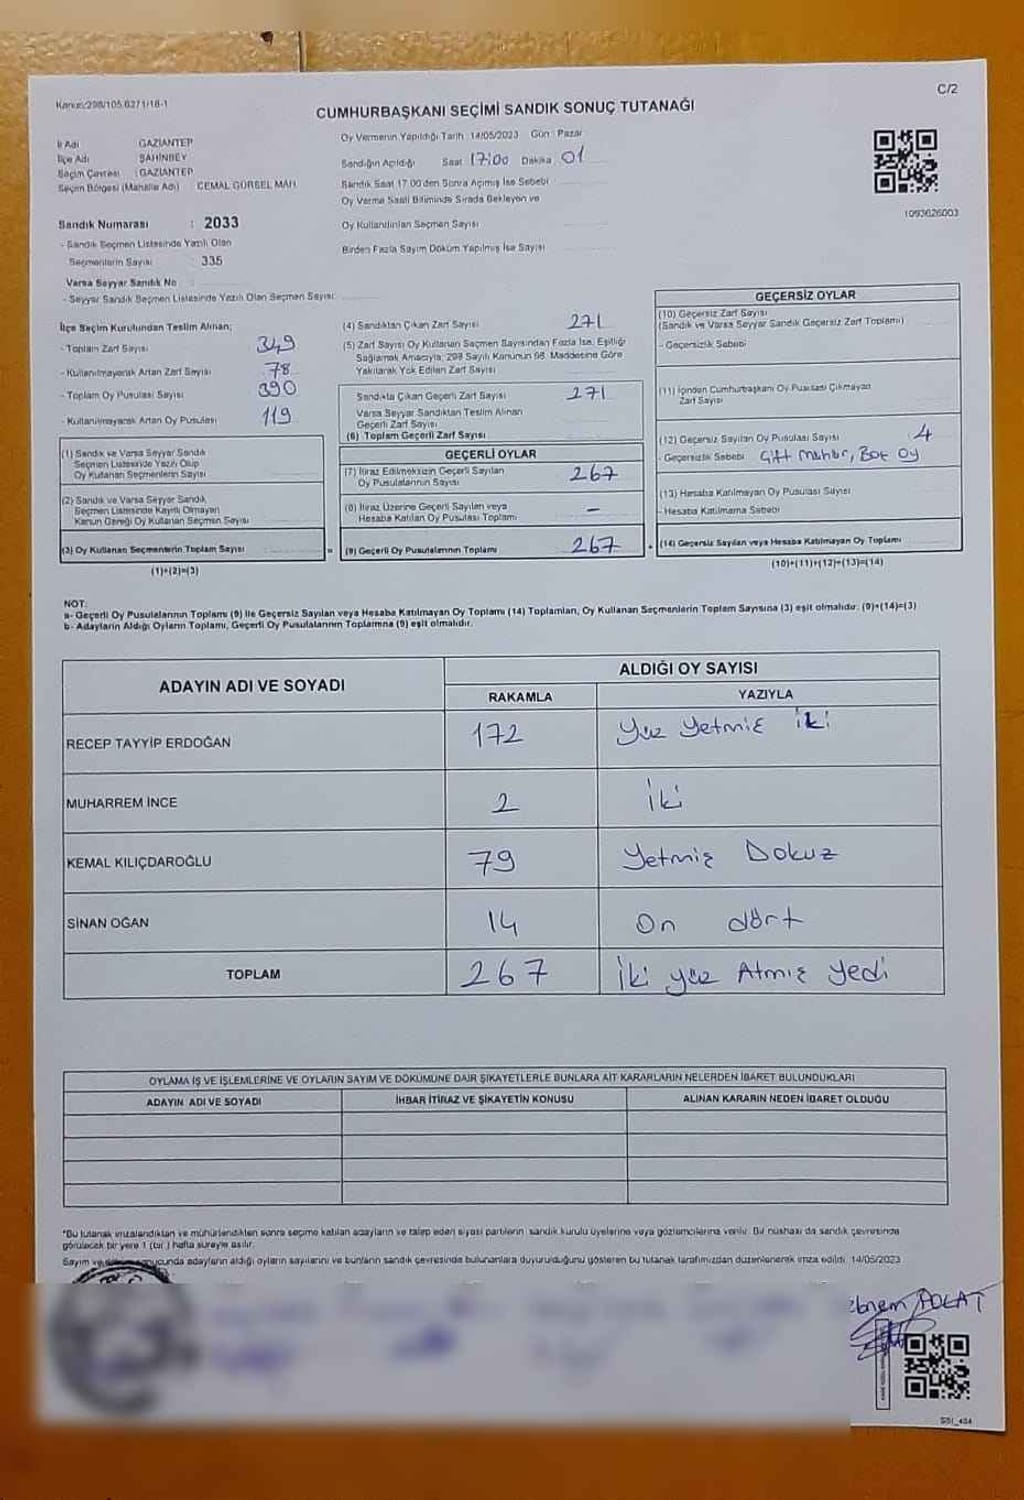 Kanun:298/105,6271/18-1
C/2
CUMHURBAŞKANI SEÇİMİ SANDIK SONUÇ TUTANAĞI
İl Adı GAZİANTEP
İlçe Adı ŞAHİNBEY
Seçim Çevresi : GAZİANTEP
Seçim Bölgesi (Mahalle Adı) CEMAL GÜRSEL MAH.
Oy Vermenin Yapıldığı Tarih : 14/05/2023 Gün : Pazar
Sandığın Açıldığı Saat 17:00 Dakika 01
Sandık Saat 17.00'den Sonra Açılmış İse Sebebi
Oy Verme Saati Bitiminde Sırada Bekleyen ve
Oy Kullandırılan Seçmen Sayısı
Birden Fazla Sayım Döküm Yapılmış İse Sayısı
1093626003
Sandık Numarası : 2033
- Sandık Seçmen Listesinde Yazılı Olan
Seçmenlerin Sayısı : 335
Varsa Seyyar Sandık No
- Seyyar Sandık Seçmen Listesinde Yazılı Olan Seçmen Sayısı:
İlçe Seçim Kurulundan Teslim Alınan;
- Toplam Zarf Sayısı 349
- Kullanılmayarak Artan Zarf Sayısı 78
- Toplam Oy Pusulası Sayısı 390
- Kullanılmayarak Artan Oy Pusulası 119
(1) Sandık ve Varsa Seyyar Sandık
Seçmen Listesinde Yazılı Olup
Oy Kullanan Seçmenlerin Sayısı
(2) Sandık ve Varsa Seyyar Sandık
Seçmen Listesinde Kayıtlı Olmayan
Kanun Gereği Oy Kullanan Seçmen Sayısı
(3) Oy Kullanan Seçmenlerin Toplam Sayısı =
(1)+(2)=(3)
(4) Sandıktan Çıkan Zarf Sayısı 271
(5) Zarf Sayısı Oy Kullanan Seçmen Sayısından Fazla İse, Eşitliği
Sağlamak Amacıyla, 298 Sayılı Kanunun 98. Maddesine Göre
Yakılarak Yok Edilen Zarf Sayısı
Sandıkta Çıkan Geçerli Zarf Sayısı 271
Varsa Seyyar Sandıktan Teslim Alınan
Geçerli Zarf Sayısı
(6) Toplam Geçerli Zarf Sayısı
GEÇERLİ OYLAR
(7) İtiraz Edilmeksizin Geçerli Sayılan
Oy Pusulalarının Sayısı 267
(8) İtiraz Üzerine Geçerli Sayılan veya
Hesaba Katılan Oy Pusulası Toplamı -
(9) Geçerli Oy Pusulalarının Toplamı 267 +
GEÇERSİZ OYLAR
(10) Geçersiz Zarf Sayısı
(Sandık ve Varsa Seyyar Sandık Geçersiz Zarf Toplamı)
- Geçersizlik Sebebi
(11) İçinden Cumhurbaşkanı Oy Pusulası Çıkmayan
Zarf Sayısı
(12) Geçersiz Sayılan Oy Pusulası Sayısı 4
- Geçersizlik Sebebi Çift Mühür, Boş Oy
(13) Hesaba Katılmayan Oy Pusulası Sayısı
- Hesaba Katılmama Sebebi
(14) Geçersiz Sayılan veya Hesaba Katılmayan Oy Toplamı
(10)+(11)+(12)+(13)=(14)
NOT:
a- Geçerli Oy Pusulalarının Toplamı (9) ile Geçersiz Sayılan veya Hesaba Katılmayan Oy Toplamı (14) Toplamları, Oy Kullanan Seçmenlerin Toplam Sayısına (3) eşit olmalıdır. (9)+(14)=(3)
b- Adayların Aldığı Oyların Toplamı, Geçerli Oy Pusulalarının Toplamına (9) eşit olmalıdır.
ADAYIN ADI VE SOYADI
ALDIĞI OY SAYISI
RAKAMLA YAZIYLA
RECEP TAYYİP ERDOĞAN 172 Yüz Yetmiş iki
MUHARREM İNCE 2 İki
KEMAL KILIÇDAROĞLU 79 Yetmiş Dokuz
SİNAN OĞAN 14 On dört
TOPLAM 267 İki yüz Atmış Yedi
OYLAMA İŞ VE İŞLEMLERİNE VE OYLARIN SAYIM VE DÖKÜMÜNE DAİR ŞİKAYETLERLE BUNLARA AİT KARARLARIN NELERDEN İBARET BULUNDUKLARI
ADAYIN ADI VE SOYADI İHBAR İTİRAZ VE ŞİKAYETİN KONUSU ALINAN KARARIN NEDEN İBARET OLDUĞU
*Bu tutanak imzalandıktan ve mühürlendikten sonra seçime katılan adayların ve talep eden siyasi partilerin sandık kurulu üyelerine veya gözlemcilerine verilir. Bir nüshası da sandık çevresinde
görülecek bir yere 1 (bir ) hafta süreyle asılır.
Sayım ve sonucunda adayların aldığı oyların sayılarını ve bunların sandık çevresinde bulunanlara duyurulduğunu gösteren bu tutanak tarafımızdan düzenlenerek imza edildi. 14/05/2023
ebnem POLAT